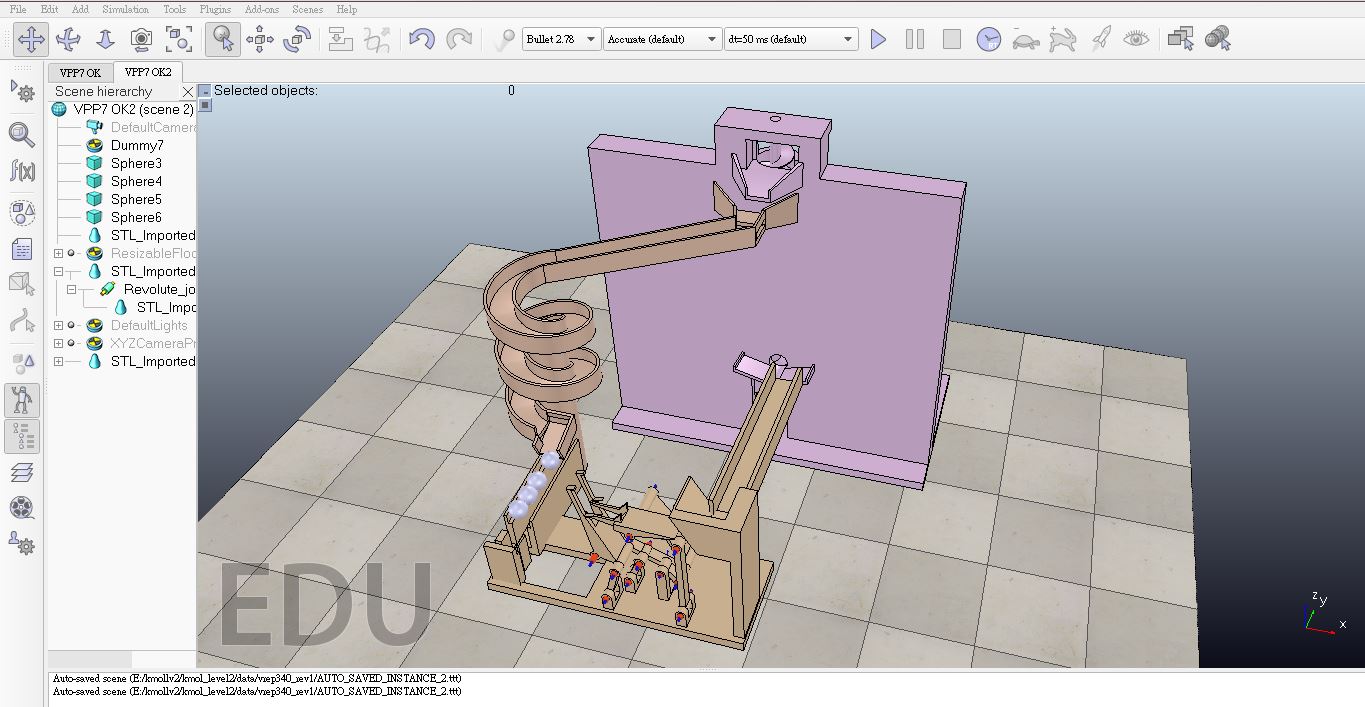 File Edit Add Simulation Tools Plugins Add-ons Scenes Help
Bullet 2.78 Accurate (default) dt=50 ms (default)
RT
VPP7 OK VPP7 OK2
Scene hierarchy
Selected objects: 0
VPP7 OK2 (scene 2)
DefaultCamera
Dummy7
Sphere3
Sphere4
Sphere5
Sphere6
STL_Imported
ResizableFloo
STL_Imported
Revolute_jo
STL_Impo
DefaultLights
XYZCameraPr
STL_Imported
f(x)
EDU
z y
x
Auto-saved scene (E:/kmollv2/kmol_level2/data/vrep340_rev1/AUTO_SAVED_INSTANCE_2.ttt)
Auto-saved scene (E:/kmollv2/kmol_level2/data/vrep340_rev1/AUTO_SAVED_INSTANCE_2.ttt)